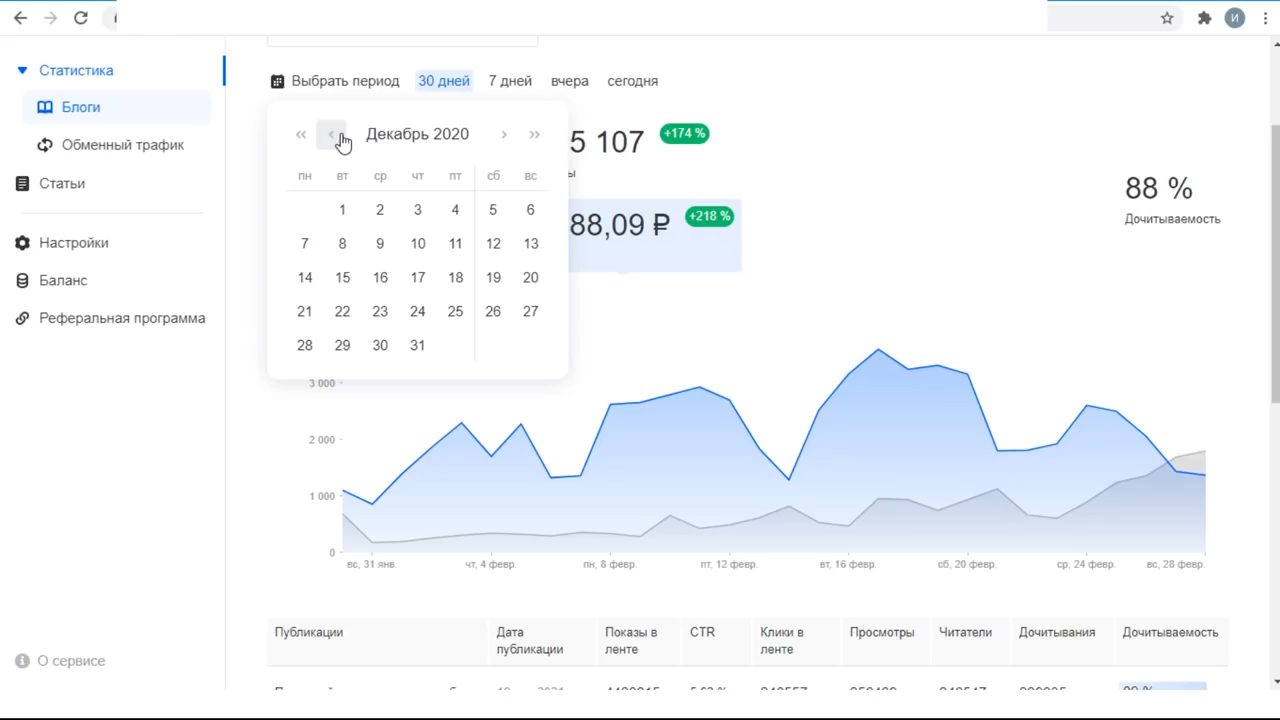 И
Статистика
Блоги
Обменный трафик
Статьи
Настройки
Баланс
Реферальная программа
О сервисе
Выбрать период 30 дней 7 дней вчера сегодня
« ‹ Декабрь 2020 › »
пн вт ср чт пт сб вс
1 2 3 4 5 6
7 8 9 10 11 12 13
14 15 16 17 18 19 20
21 22 23 24 25 26 27
28 29 30 31
5 107 +174 %
ы
88,09 ₽ +218 %
88 %
Дочитываемость
3 000
2 000
1 000
0
вс, 31 янв. чт, 4 февр. пн, 8 февр. пт, 12 февр. вт, 16 февр. сб, 20 февр. ср, 24 февр. вс, 28 февр.
Публикации
Дата
публикации
Показы в
ленте
CTR
Клики в
ленте
Просмотры
Читатели
Дочитывания
Дочитываемость